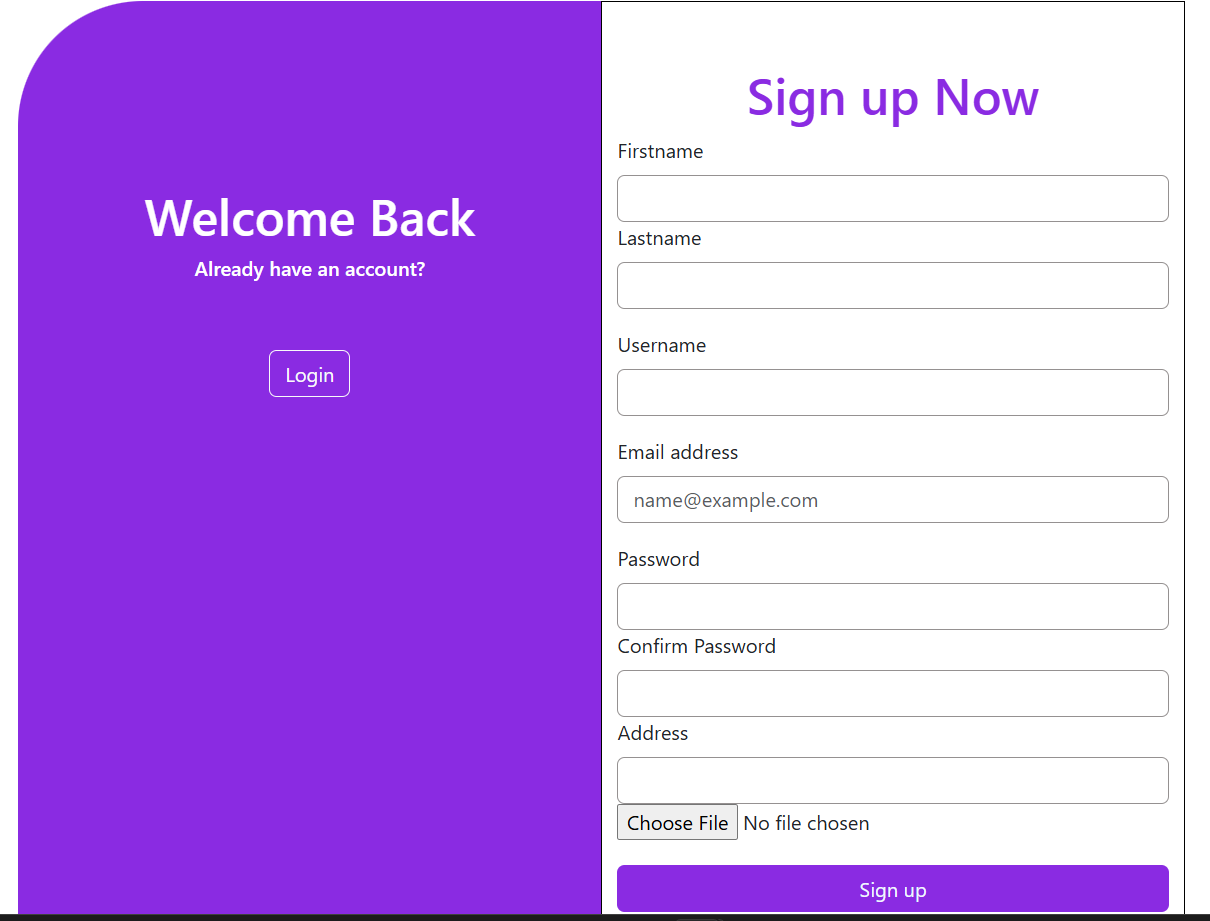 Welcome Back
Already have an account?
Login
Sign up Now
Firstname
Lastname
Username
Email address
name@example.com
Password
Confirm Password
Address
Choose File No file chosen
Sign up